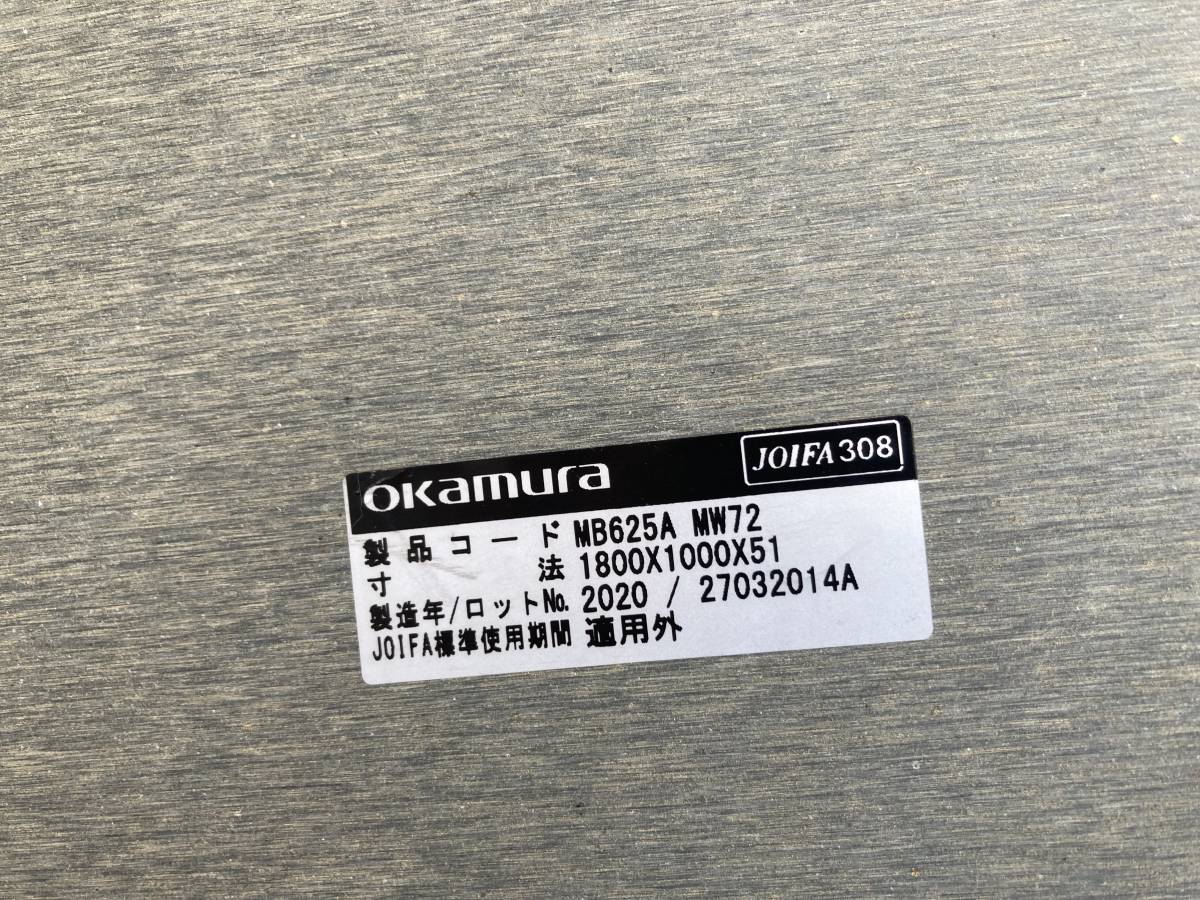 okamura JOIFA308
製品コード MB625A MW72
寸法 1800X1000X51
製造年/ロットNo. 2020 / 27032014A
JOIFA標準使用期間 適用外